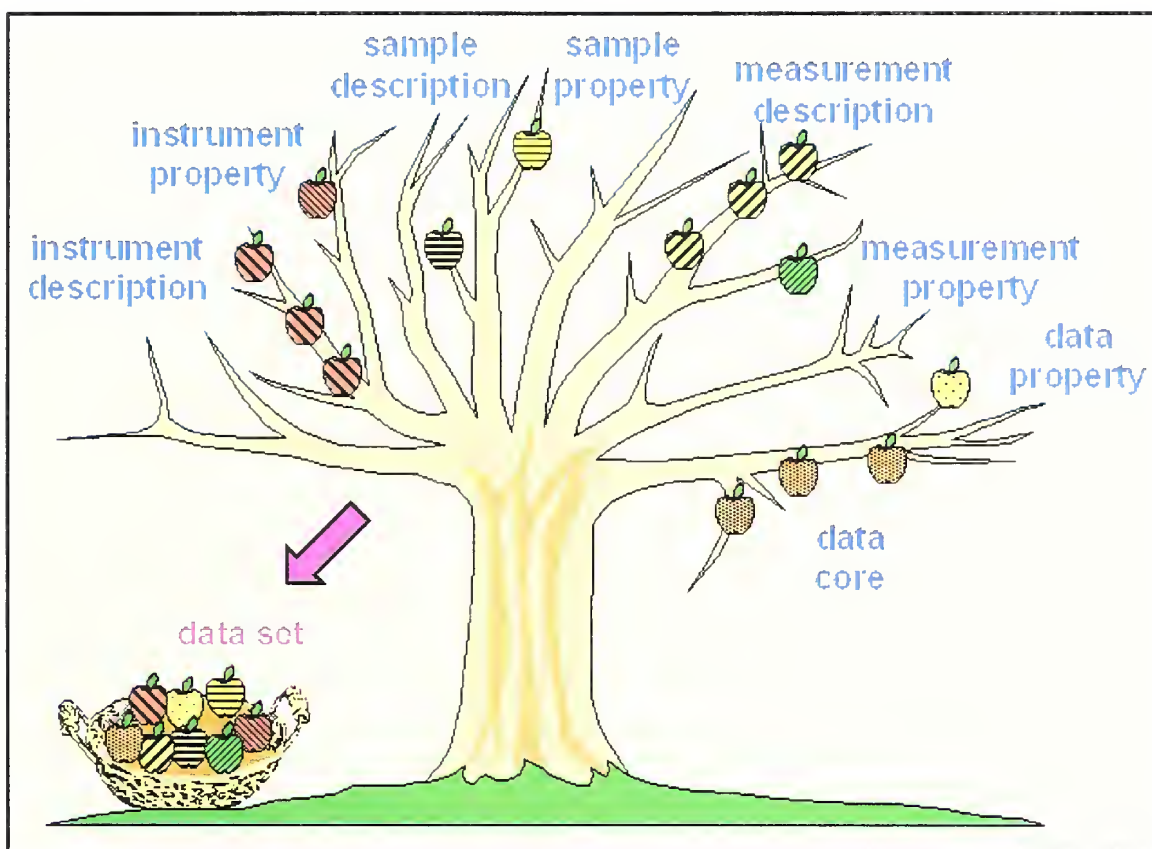 sample
description
sample
property
measurement
description
instrument
property
instrument
description
measurement
property
data
property
data
core
data set